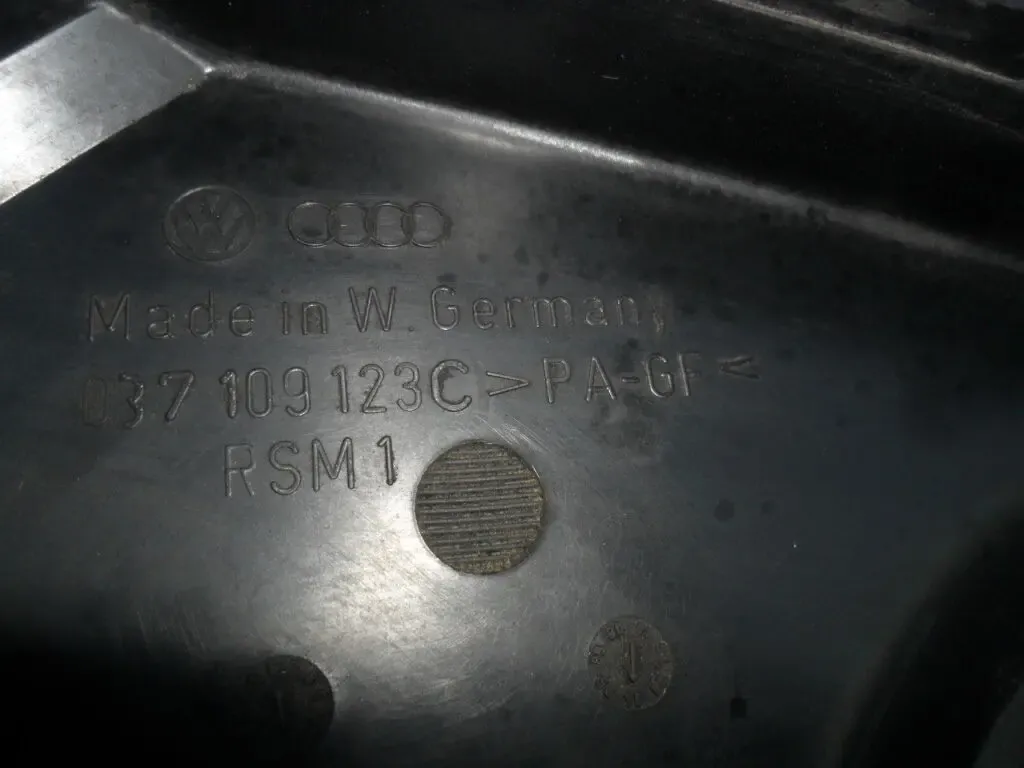 Made in W. Germany
037 109 123C >PA-GF<
RSM1